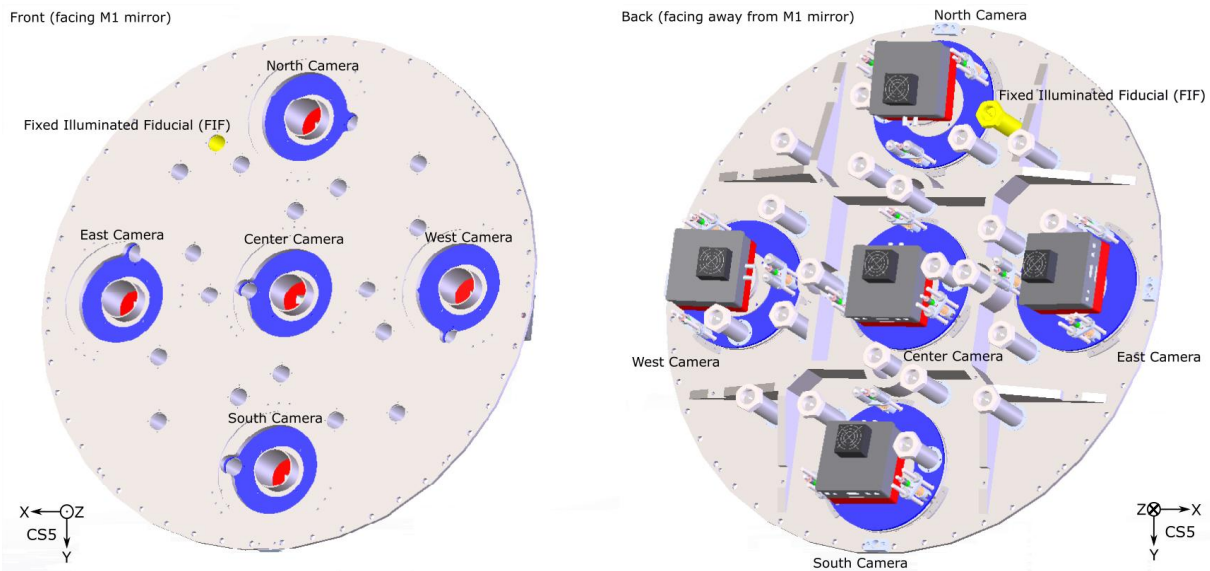 Front (facing M1 mirror)
North Camera
Fixed Illuminated Fiducial (FIF)
East Camera
Center Camera
West Camera
South Camera
X
Z
CS5
Y
Back (facing away from M1 mirror)
North Camera
Fixed Illuminated Fiducial (FIF)
West Camera
Center Camera
East Camera
South Camera
Z
X
CS5
Y